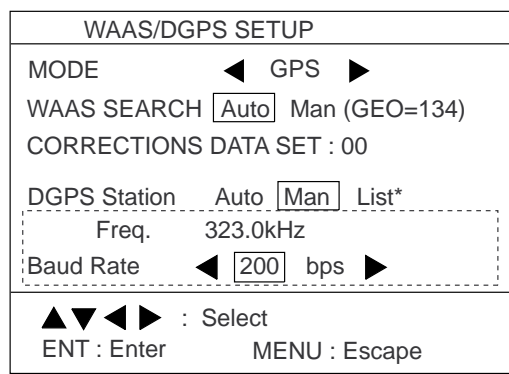 WAAS/DGPS SETUP
MODE ◀ GPS ▶
WAAS SEARCH Auto Man (GEO=134)
CORRECTIONS DATA SET : 00
DGPS Station Auto Man List*
Freq. 323.0kHz
Baud Rate ◀ 200 bps ▶
▲▼◀ ▶ : Select
ENT : Enter MENU : Escape